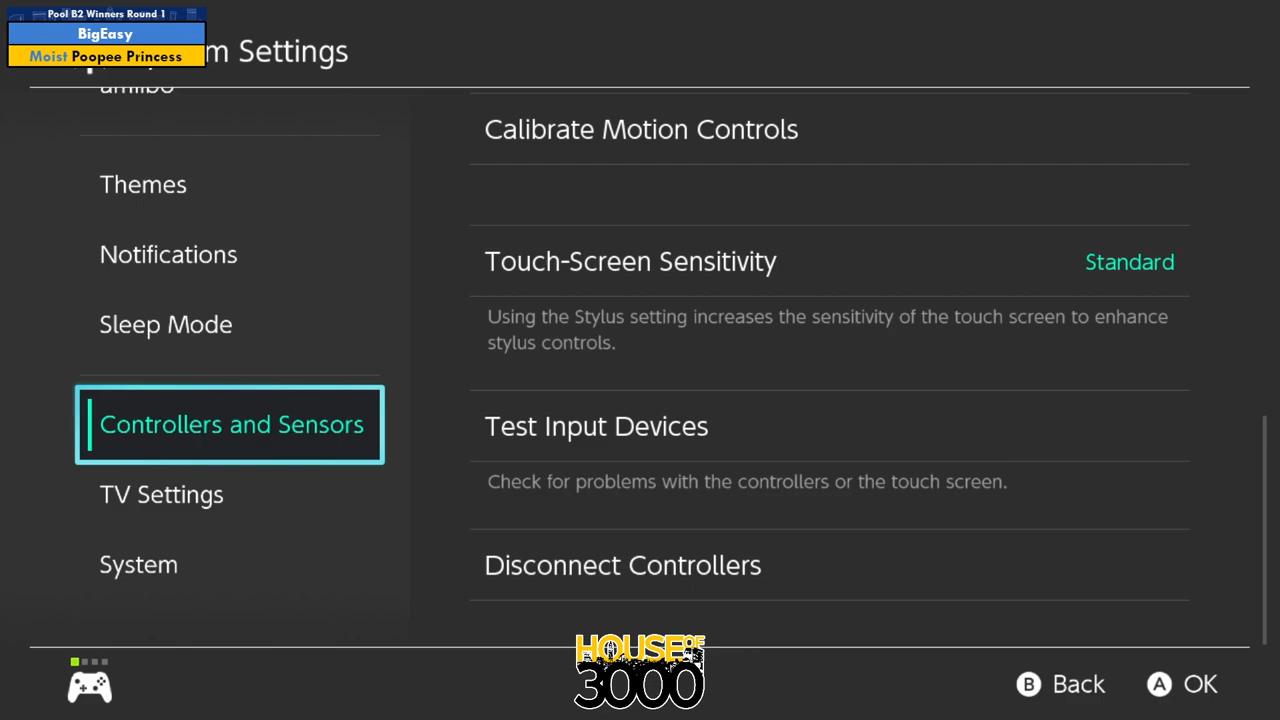 Pool B2 Winners Round 1
BigEasy
Moist Poopee Princess
m Settings
amiibo
Themes
Notifications
Sleep Mode
Controllers and Sensors
TV Settings
System
Calibrate Motion Controls
Touch-Screen Sensitivity Standard
Using the Stylus setting increases the sensitivity of the touch screen to enhance
stylus controls.
Test Input Devices
Check for problems with the controllers or the touch screen.
Disconnect Controllers
HOUSE OF
3000
B Back A OK